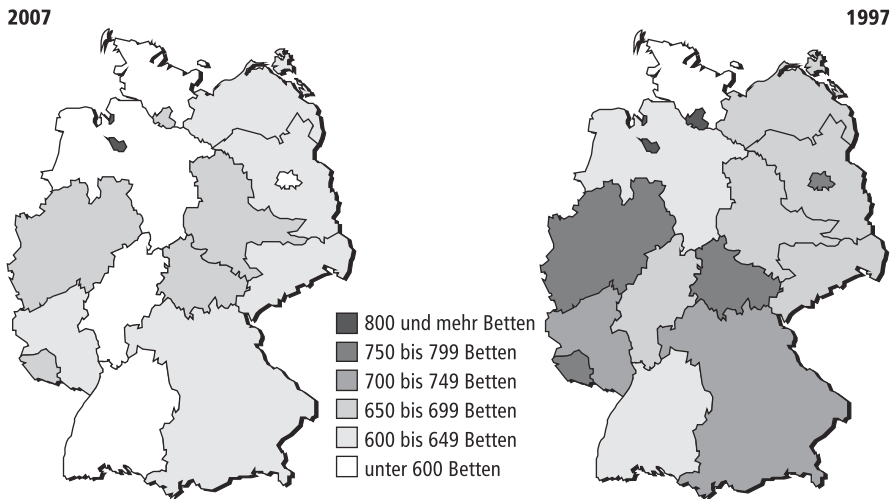 2007
1997
800 und mehr Betten
750 bis 799 Betten
700 bis 749 Betten
650 bis 699 Betten
600 bis 649 Betten
unter 600 Betten